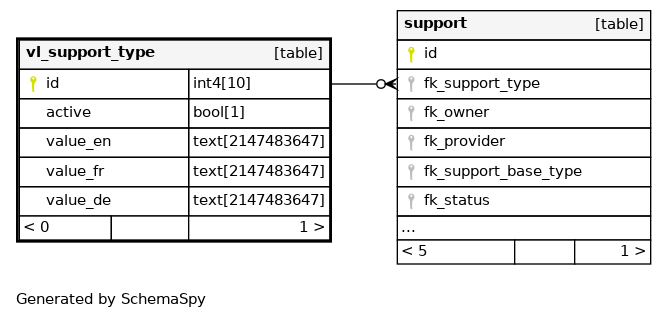 vl_support_type [table]
id int4[10]
active bool[1]
value_en text[2147483647]
value_fr text[2147483647]
value_de text[2147483647]
< 0 1 >
support [table]
id
fk_support_type
fk_owner
fk_provider
fk_support_base_type
fk_status
...
< 5 1 >
Generated by SchemaSpy